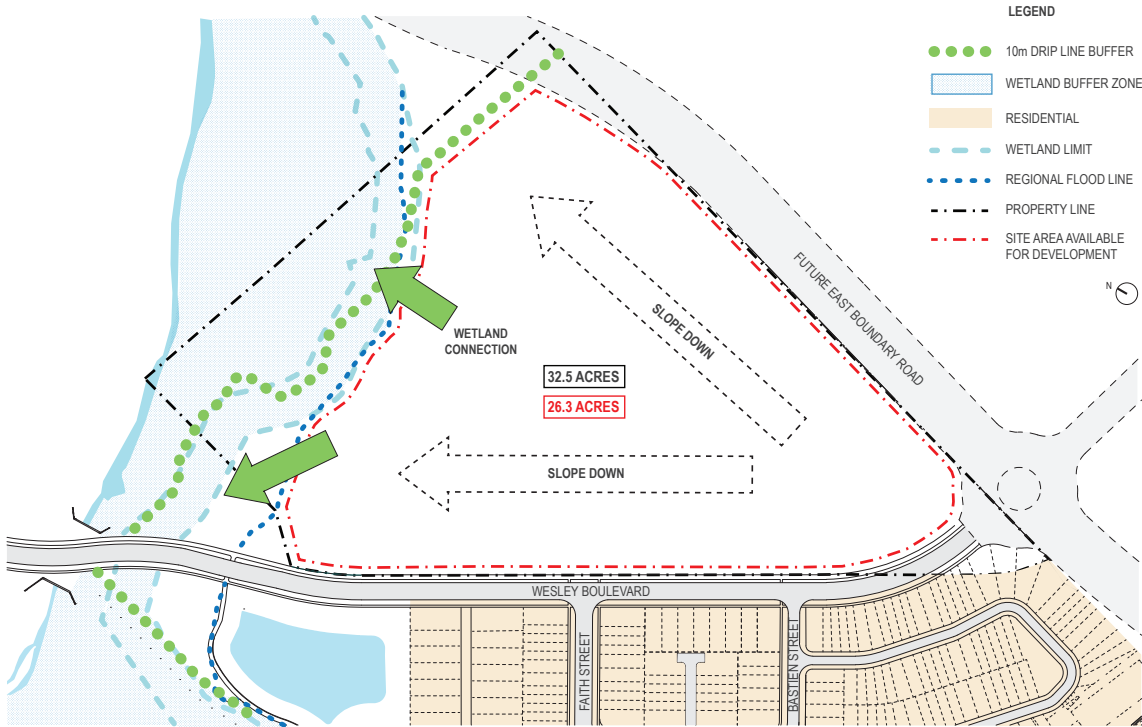 LEGEND
10m DRIP LINE BUFFER
WETLAND BUFFER ZONE
RESIDENTIAL
WETLAND LIMIT
REGIONAL FLOOD LINE
PROPERTY LINE
SITE AREA AVAILABLE
FOR DEVELOPMENT
N
FUTURE EAST BOUNDARY ROAD
SLOPE DOWN
WETLAND
CONNECTION
32.5 ACRES
26.3 ACRES
SLOPE DOWN
WESLEY BOULEVARD
FAITH STREET
BASTIEN STREET